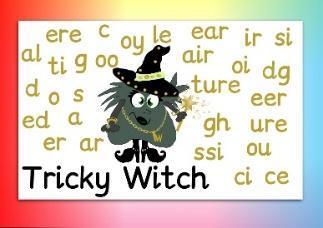 ere c oy le ear ir si
al ti g oo air oi dg
d o s ture eer
ed a gh ure
er ar ssi ou
W
Tricky Witch ci ce